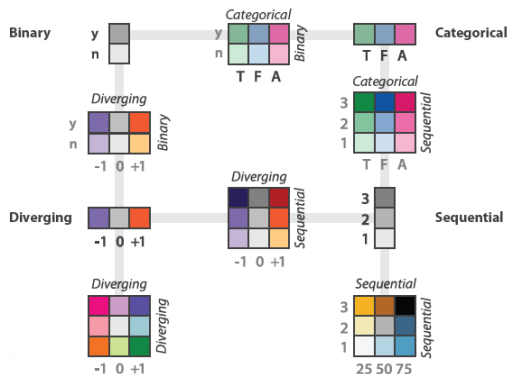 Categorical
Binary
y
n
y
n
Binary
T F A
T F A
Categorical
Diverging
Categorical
y
n
Binary
-1 0 +1
3
2
1
Sequential
T F A
Diverging
Diverging
-1 0 +1
Diverging
Sequential
-1 0 +1
3
2
1
Sequential
Diverging
Diverging
-1 0 +1
Sequential
3
2
1
Sequential
25 50 75